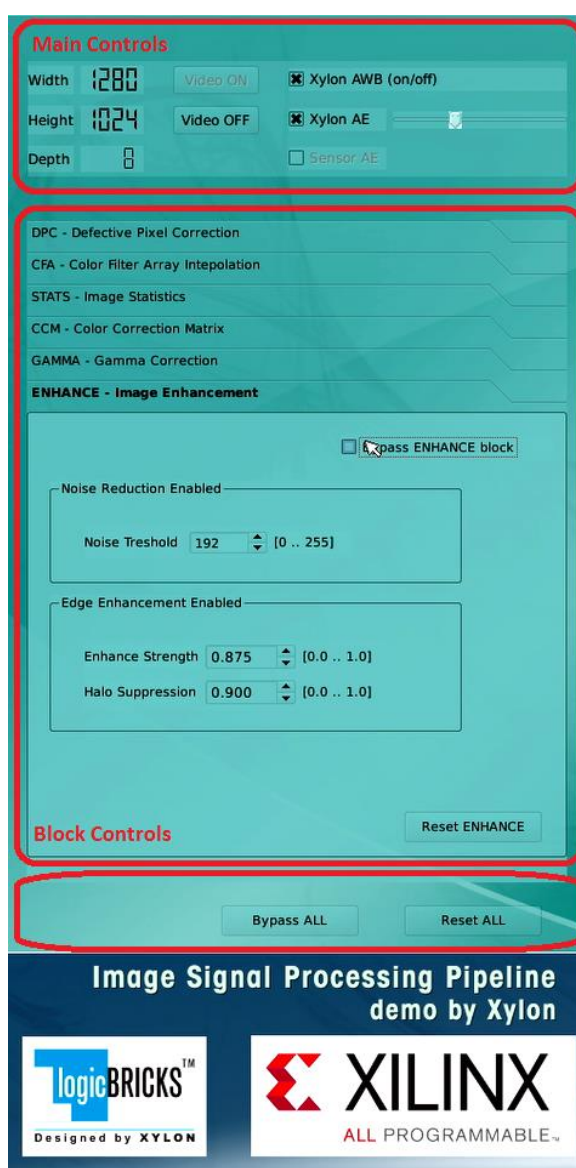 Main Controls
Width 1280 Video ON Xylon AWB (on/off)
Height 1024 Video OFF Xylon AE
Depth 8 Sensor AE
DPC - Defective Pixel Correction
CFA - Color Filter Array Intepolation
STATS - Image Statistics
CCM - Color Correction Matrix
GAMMA - Gamma Correction
ENHANCE - Image Enhancement
Bypass ENHANCE block
Noise Reduction Enabled
Noise Treshold 192 [0 .. 255]
Edge Enhancement Enabled
Enhance Strength 0.875 [0.0 .. 1.0]
Halo Suppression 0.900 [0.0 .. 1.0]
Reset ENHANCE
Block Controls
Bypass ALL Reset ALL
Image Signal Processing Pipeline
demo by Xylon
logicBRICKS™
Designed by XYLON
XILINX
ALL PROGRAMMABLE™